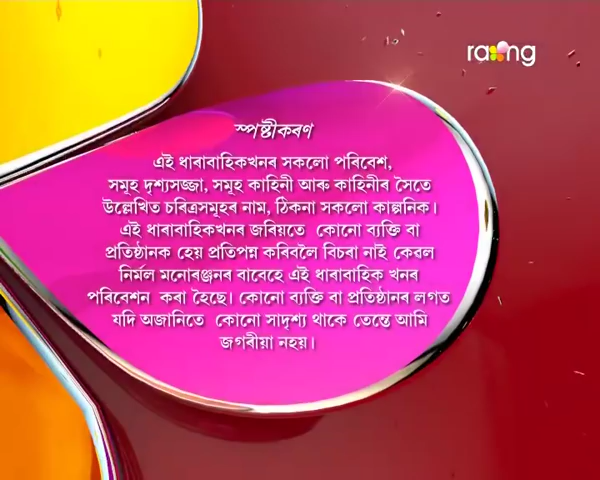 rang
স্পষ্টীকৰণ
এই ধাৰাবাহিকখনৰ সকলো পৰিবেশ,
সমূহ দৃশ্যসজ্জা, সমূহ কাহিনী আৰু কাহিনীৰ সৈতে
উল্লেখিত চৰিত্ৰসমূহৰ নাম, ঠিকনা সকলো কাল্পনিক।
এই ধাৰাবাহিকখনৰ জৰিয়তে কোনো ব্যক্তি বা
প্ৰতিষ্ঠানক হেয় প্ৰতিপন্ন কৰিবলৈ বিচৰা নাই কেৱল
নিৰ্মল মনোৰঞ্জনৰ বাবেহে এই ধাৰাবাহিক খনৰ
পৰিবেশন কৰা হৈছে। কোনো ব্যক্তি বা প্ৰতিষ্ঠানৰ লগত
যদি অজানিতে কোনো সাদৃশ্য থাকে তেন্তে আমি
জগৰীয়া নহয়।